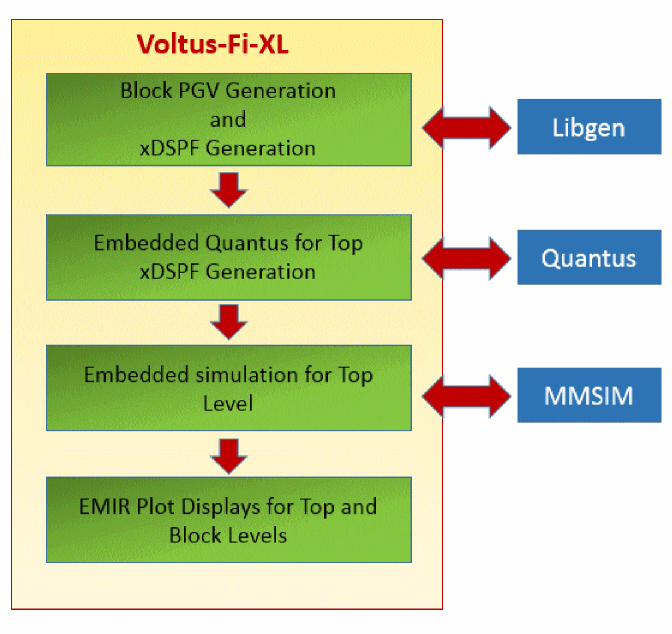 Voltus-Fi-XL
Block PGV Generation
and
xDSPF Generation
Libgen
Embedded Quantus for Top
xDSPF Generation
Quantus
Embedded simulation for Top
Level
MMSIM
EMIR Plot Displays for Top and
Block Levels